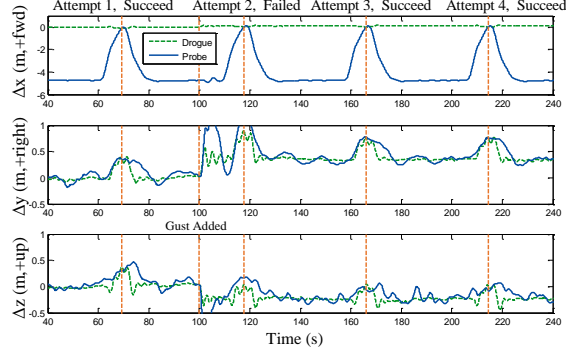 Attempt 1, Succeed Attempt 2, Failed Attempt 3, Succeed Attempt 4, Succeed
Δx (m,+fwd)
0
-2
-4
-6
Drogue
Probe
40 60 80 100 120 140 160 180 200 220 240
Δy (m,+right)
1
0.5
0
-0.5
40 60 80 100 120 140 160 180 200 220 240
Gust Added
Δz (m,+up)
1
0.5
0
-0.5
40 60 80 100 120 140 160 180 200 220 240
Time (s)